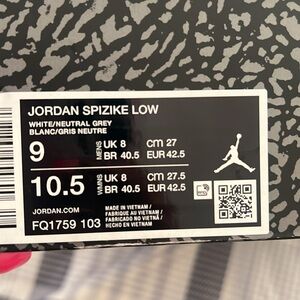 JORDAN SPIZIKE LOW
WHITE/NEUTRAL GREY
BLANC/GRIS NEUTRE
9 MENS UK 8 cm 27
BR 40.5 EUR 42.5
10.5 WMNS UK 8 cm 27.5
BR 40.5 EUR 42.5
JORDAN.COM
FQ1759 103
MADE IN VIETNAM /
FABRIQUE AU VIETNAM /
FABRICADO NO VIETNÃ /
HECHO EN VIETNAM